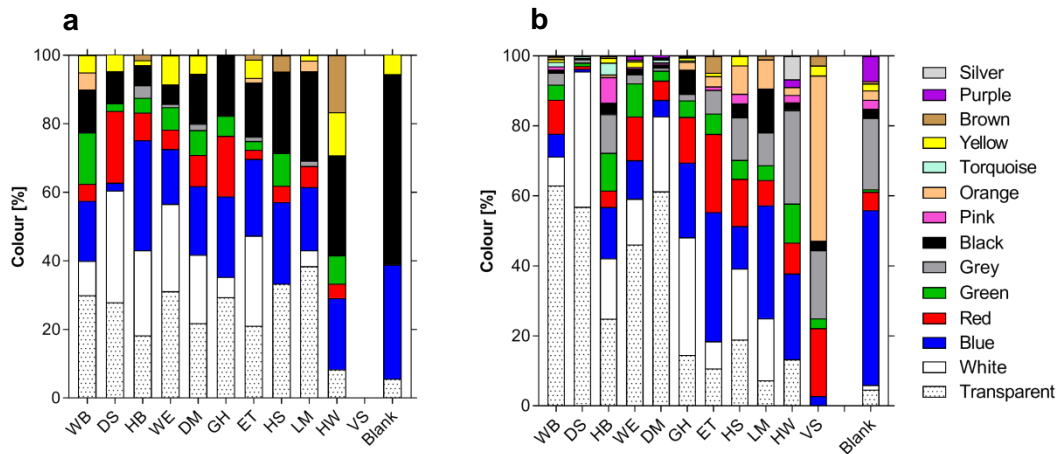 a
Colour [%]
100
80
60
40
20
0
WB DS HB WE DM GH ET HS LM HW VS Blank
b
Colour [%]
100
80
60
40
20
0
WB DS HB WE DM GH ET HS LM HW VS Blank
Silver
Purple
Brown
Yellow
Torquoise
Orange
Pink
Black
Grey
Green
Red
Blue
White
Transparent